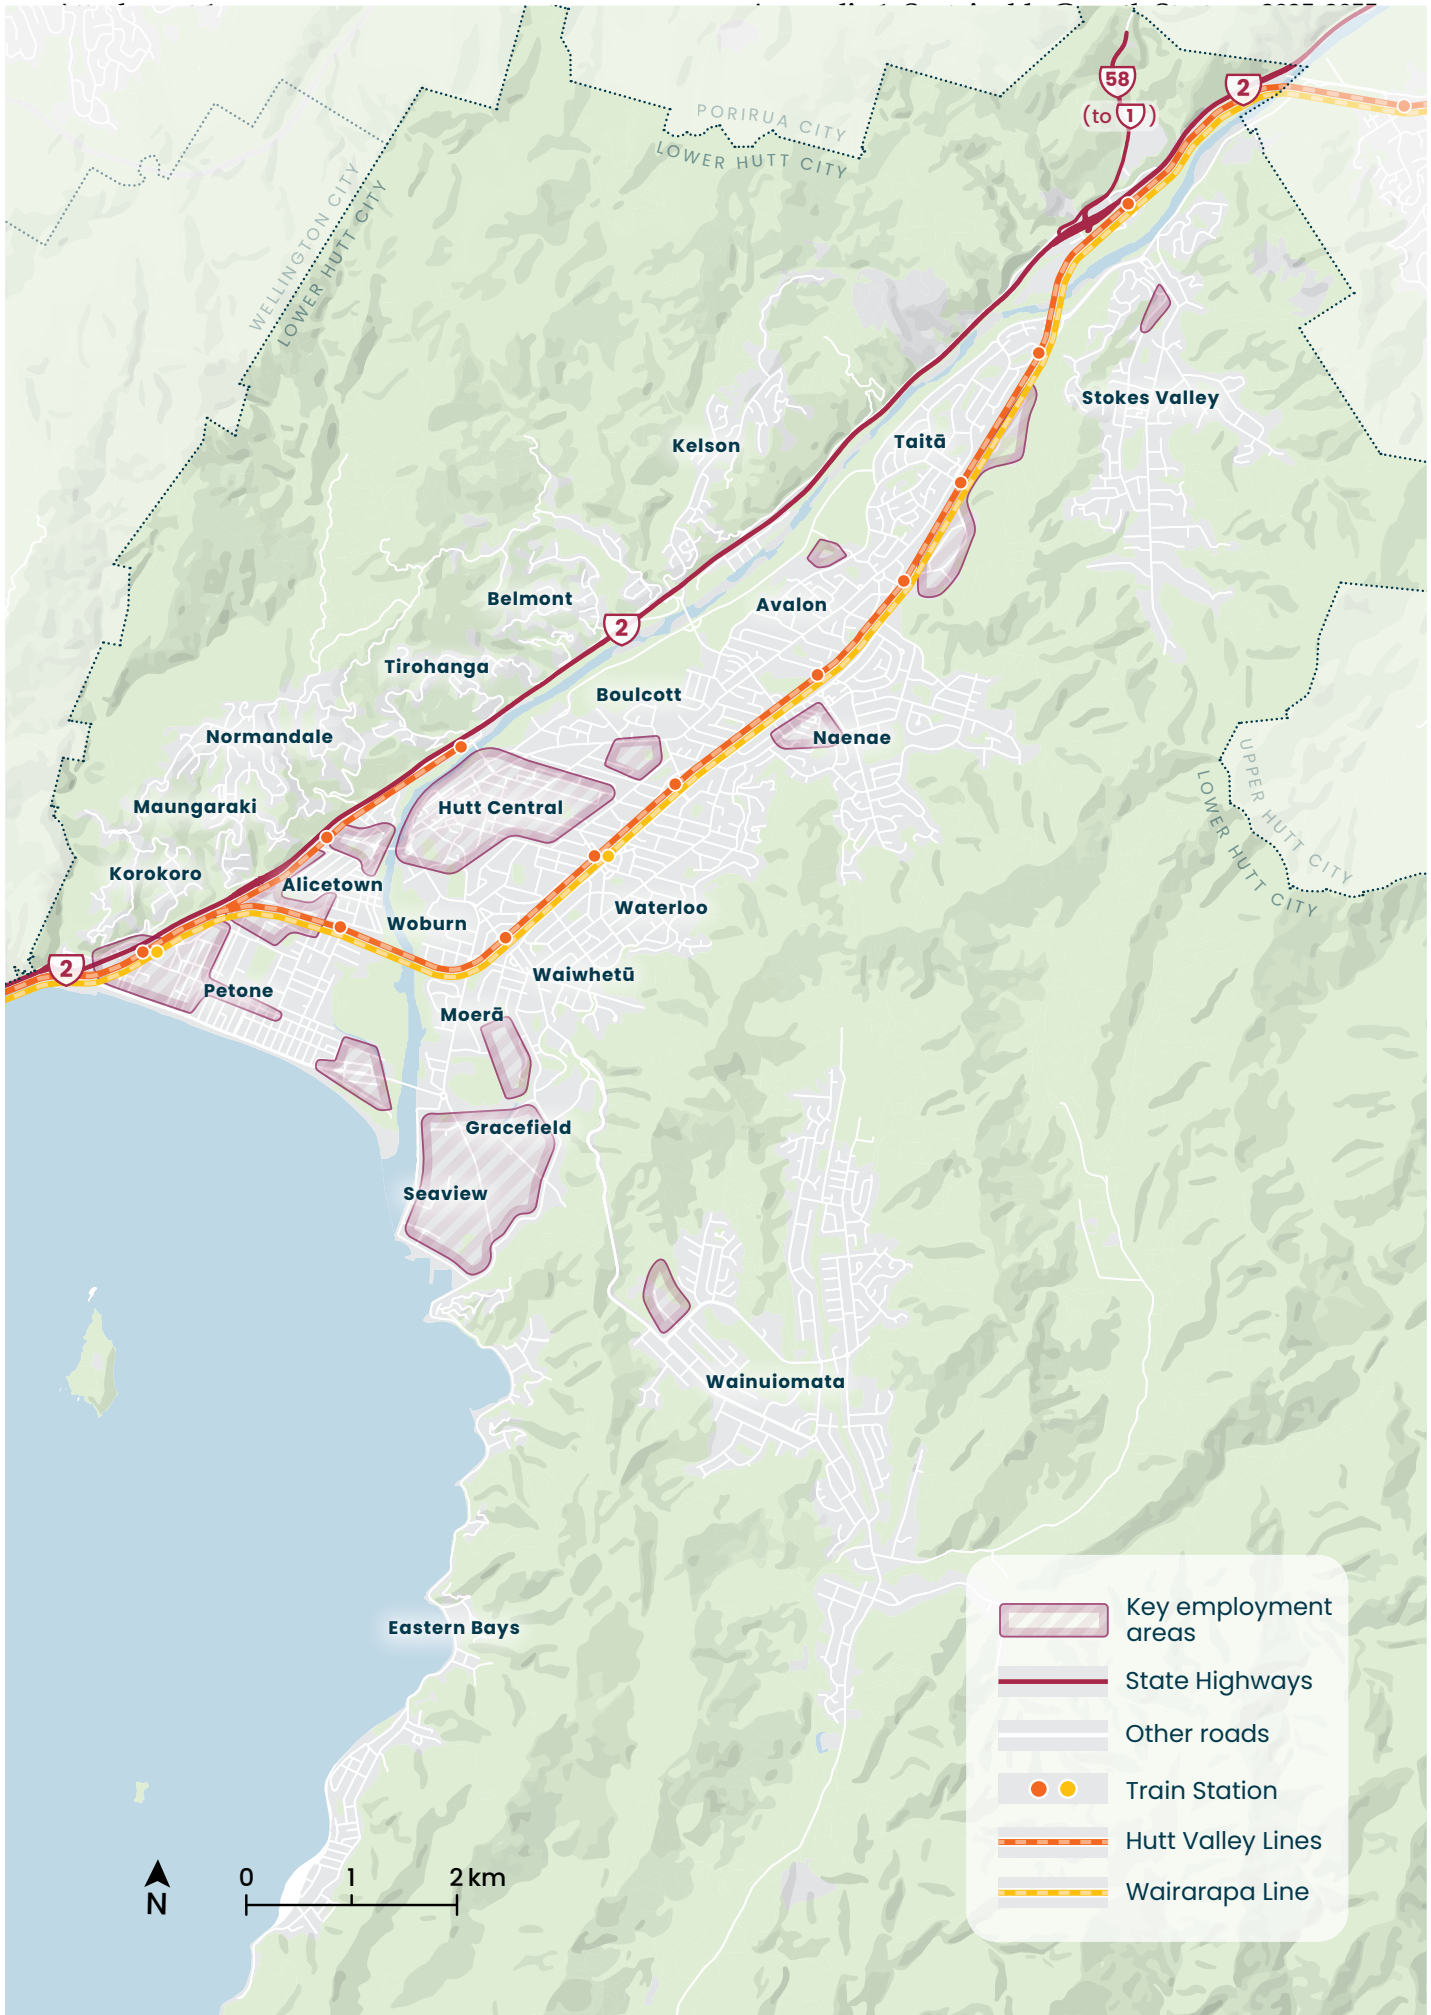 58
2
(to 1)
PORIRUA CITY
LOWER HUTT CITY
WELLINGTON CITY
LOWER HUTT CITY
Stokes Valley
Taitā
Kelson
Belmont
Avalon
2
Tirohanga
Boulcott
Normandale
Naenae
UPPER HUTT CITY
LOWER HUTT CITY
Maungaraki
Hutt Central
Korokoro
Alicetown
Waterloo
Woburn
2
Waiwhetū
Petone
Moerā
Gracefield
Seaview
Wainuiomata
Eastern Bays
Key employment
areas
State Highways
Other roads
Train Station
Hutt Valley Lines
Wairarapa Line
0 1 2 km
N